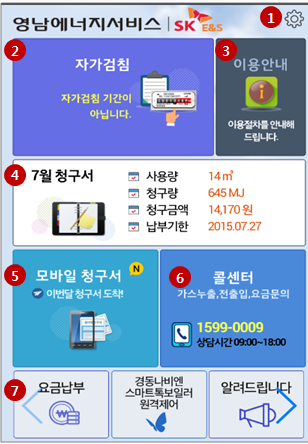 영남에너지서비스 SK E&S
1
2
자가검침
자가검침 기간이
아닙니다.
3
이용안내
i
이용절차를 안내해
드립니다.
4
7월 청구서
사용량 14㎥
청구량 645 MJ
청구금액 14,170 원
납부기한 2015.07.27
5
모바일 청구서 N
이번달 청구서 도착!
6
콜센터
가스누출,전출입,요금문의
1599-0009
상담시간 09:00~18:00
7
요금납부
경동나비엔
스마트톡보일러
원격제어
알려드립니다